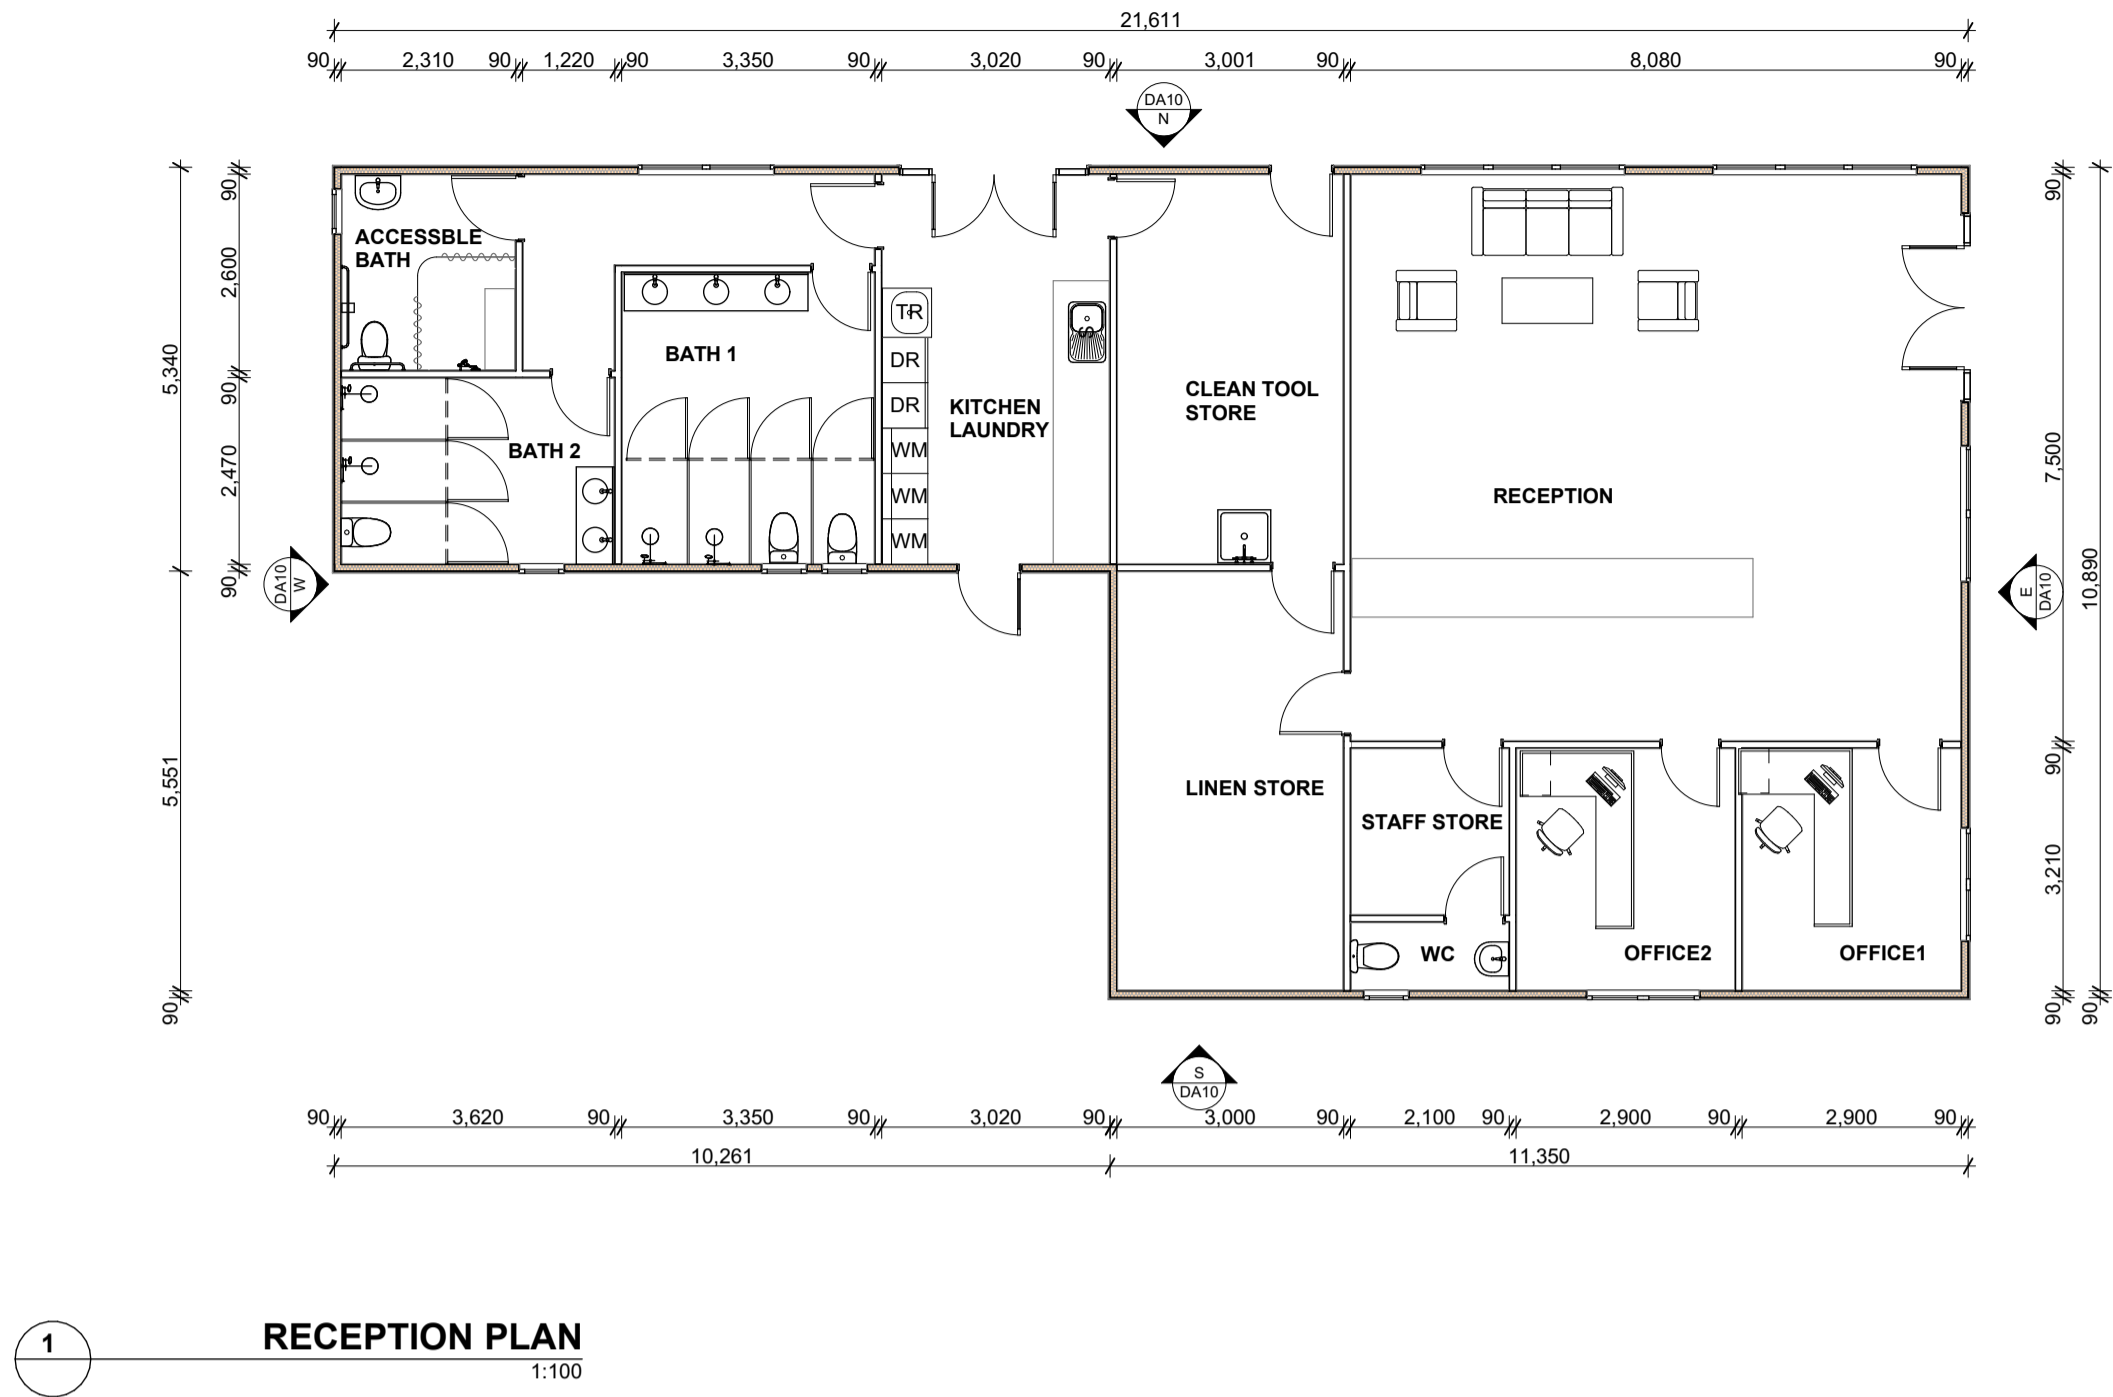 21,611
90 2,310 90 1,220 90 3,350 90 3,020 90 3,001 90 8,080 90
DA10
N
90
2,600
90
2,470
90
5,340
5,551
90
ACCESSBLE
BATH
BATH 1
BATH 2
TR
DR
DR
WM
WM
WM
KITCHEN
LAUNDRY
CLEAN TOOL
STORE
RECEPTION
LINEN STORE
STAFF STORE
WC
OFFICE2
OFFICE1
DA10
W
E
DA10
90
7,500
90
3,210
90
10,890
90
S
DA10
90 3,620 90 3,350 90 3,020 90 3,000 90 2,100 90 2,900 90 2,900 90
10,261 11,350
1
RECEPTION PLAN
1:100